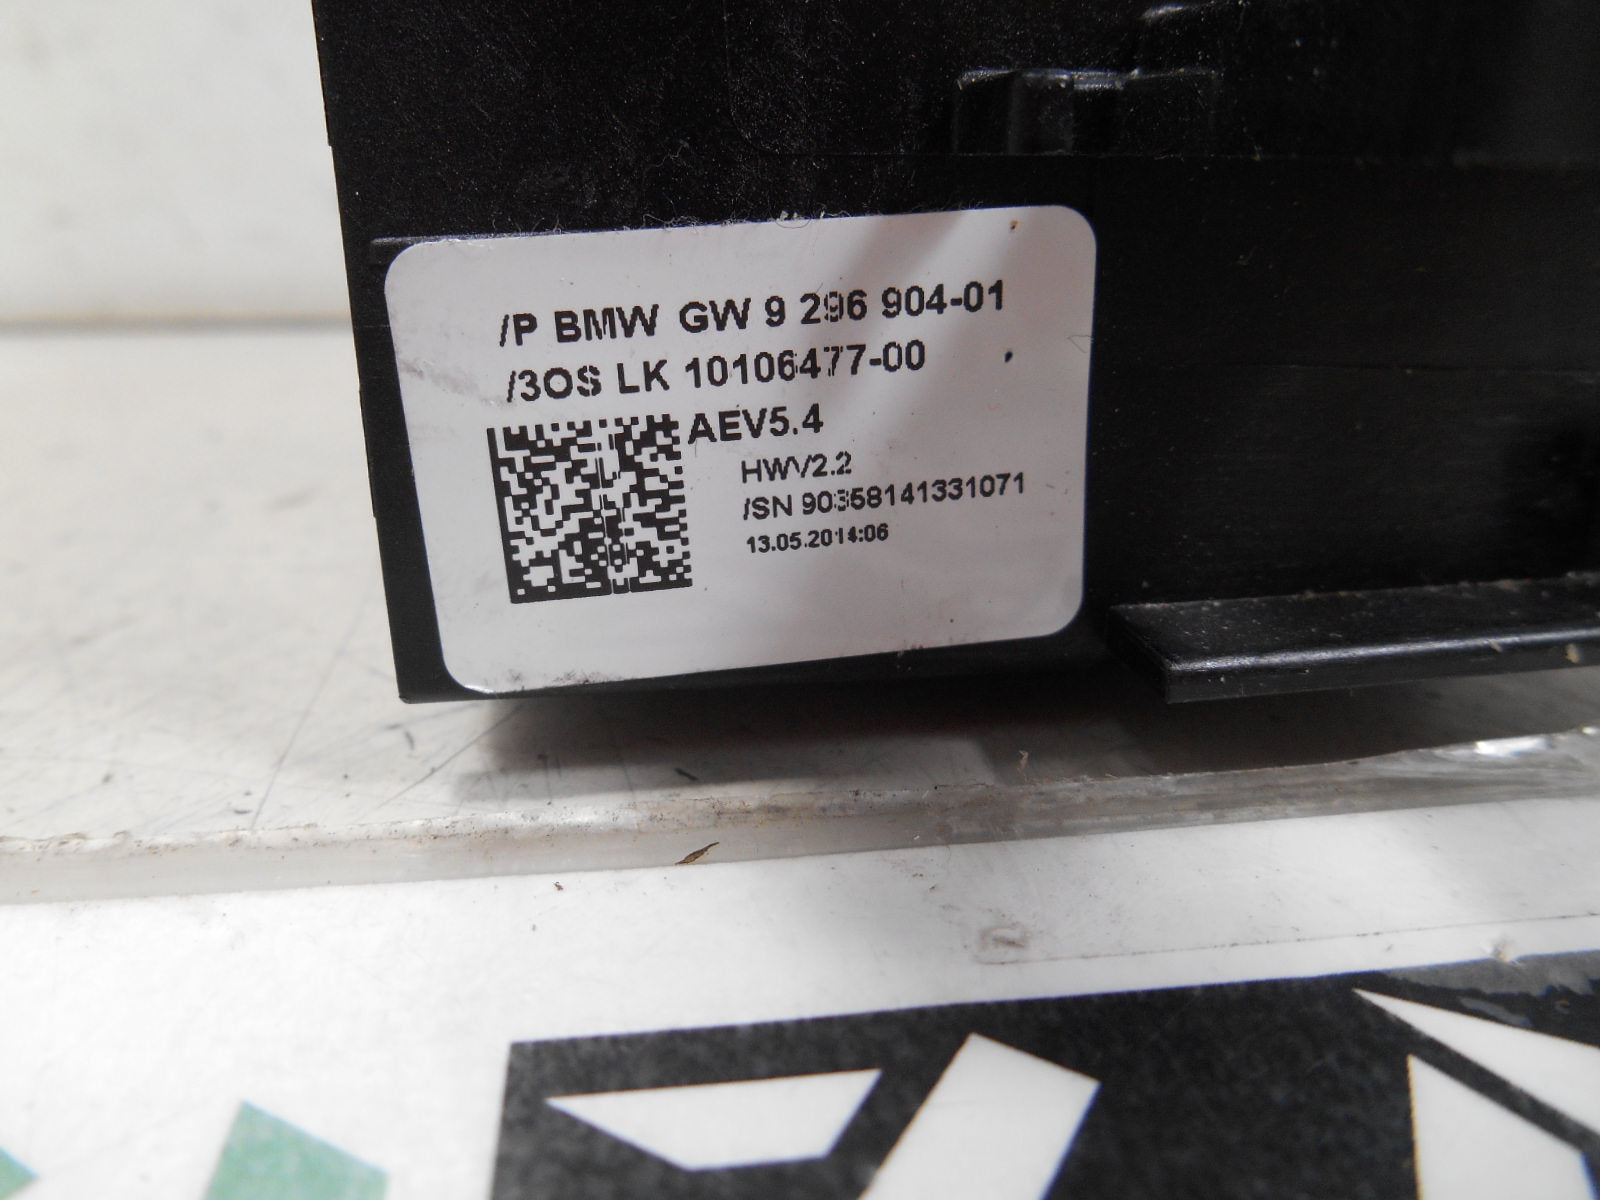 /P BMW GW 9 296 904-01
/3OS LK 10106477-00
AEV5.4
HWV2.2
/SN 90358141331071
13.05.2014:06